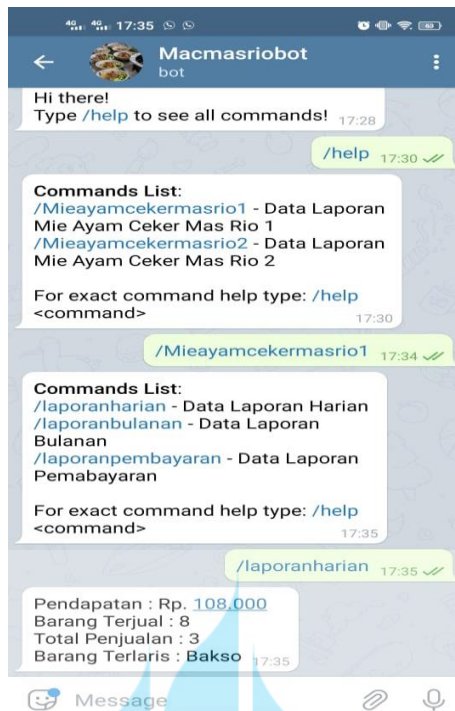 4G 4G 17:35
Macmasriobot
bot
Hi there!
Type /help to see all commands! 17:28
/help 17:30
Commands List:
/Mieayamcekermasrio1 - Data Laporan
Mie Ayam Ceker Mas Rio 1
/Mieayamcekermasrio2 - Data Laporan
Mie Ayam Ceker Mas Rio 2
For exact command help type: /help
<command> 17:30
/Mieayamcekermasrio1 17:34
Commands List:
/laporanharian - Data Laporan Harian
/laporanbulanan - Data Laporan
Bulanan
/laporanpembayaran - Data Laporan
Pemabayaran
For exact command help type: /help
<command> 17:35
/laporanharian 17:35
Pendapatan : Rp. 108,000
Barang Terjual : 8
Total Penjualan : 3
Barang Terlaris : Bakso 17:35
Message